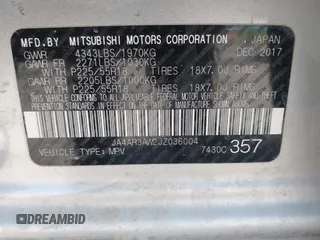 MFD.BY MITSUBISHI MOTORS CORPORATION JAPAN
GVWR 4343LBS/1970KG DEC 2017
GAWR FR 2271LBS/1030KG
WITH P225/55R18 TIRES 18X7.0J RIMS
GAWR RR 2205LBS/1000KG
WITH P225/55R18 TIRES 18X7.0J RIMS
JA4AR3AW2JZ036004
VEHICLE TYPE: MPV 7430C 357